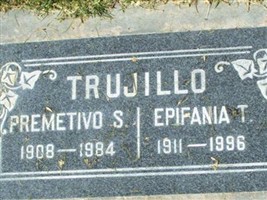 TRUJILLO
PREMETIVO S. EPIFANIA T.
1908 — 1984 1911 — 1996